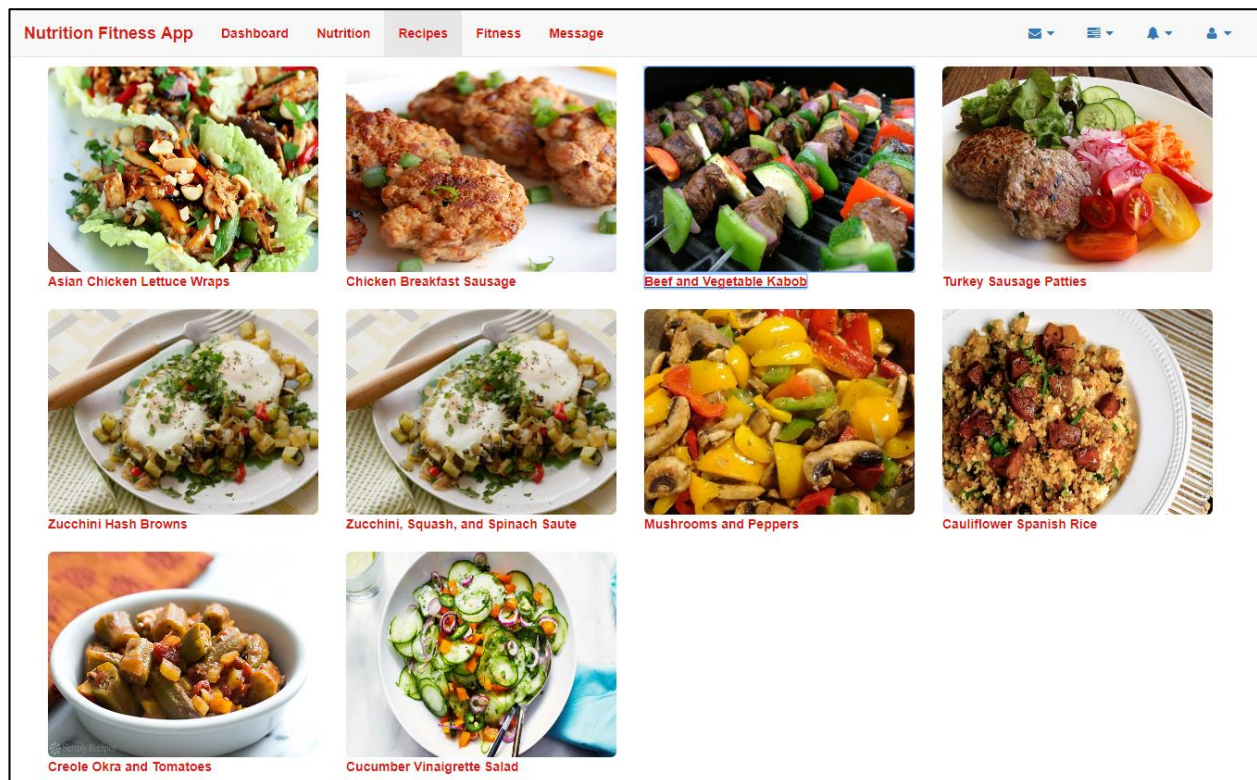 Nutrition Fitness App Dashboard Nutrition Recipes Fitness Message
Asian Chicken Lettuce Wraps Chicken Breakfast Sausage Beef and Vegetable Kabob Turkey Sausage Patties
Zucchini Hash Browns Zucchini, Squash, and Spinach Saute Mushrooms and Peppers Cauliflower Spanish Rice
Simply Recipes
Creole Okra and Tomatoes Cucumber Vinaigrette Salad